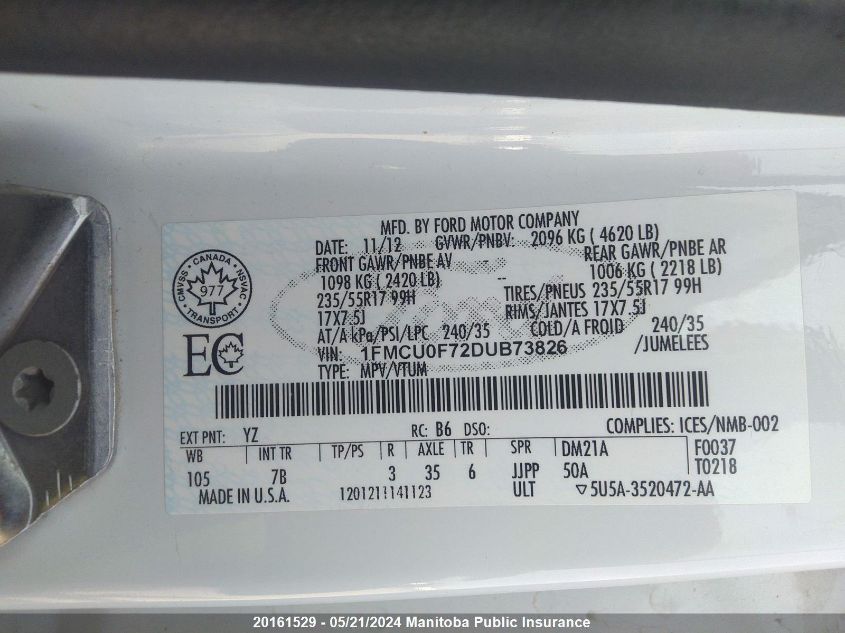 MFD. BY FORD MOTOR COMPANY
DATE: 11/12 GVWR/PNBV: 2096 KG ( 4620 LB)
FRONT GAWR/PNBE AV -- REAR GAWR/PNBE AR
1098 KG ( 2420 LB) -- 1006 KG ( 2218 LB)
235/55R17 99H TIRES/PNEUS 235/55R17 99H
17X7.5J RIMS/JANTES 17X7.5J
AT/A kPa/PSI/LPC 240/35 COLD/A FROID 240/35
VIN: 1FMCU0F72DUB73826 /JUMELEES
TYPE: MPV/VTUM
CANADA
CMVSS NSVAC
977
TRANSPORT
EC
EXT PNT: YZ RC: B6 DSO: COMPLIES: ICES/NMB-002
WB INT TR TP/PS R AXLE TR SPR DM21A F0037
105 7B 3 35 6 JJPP 50A T0218
MADE IN U.S.A. 1201211141123 ULT ▽5U5A-3520472-AA
20161529 - 05/21/2024 Manitoba Public Insurance